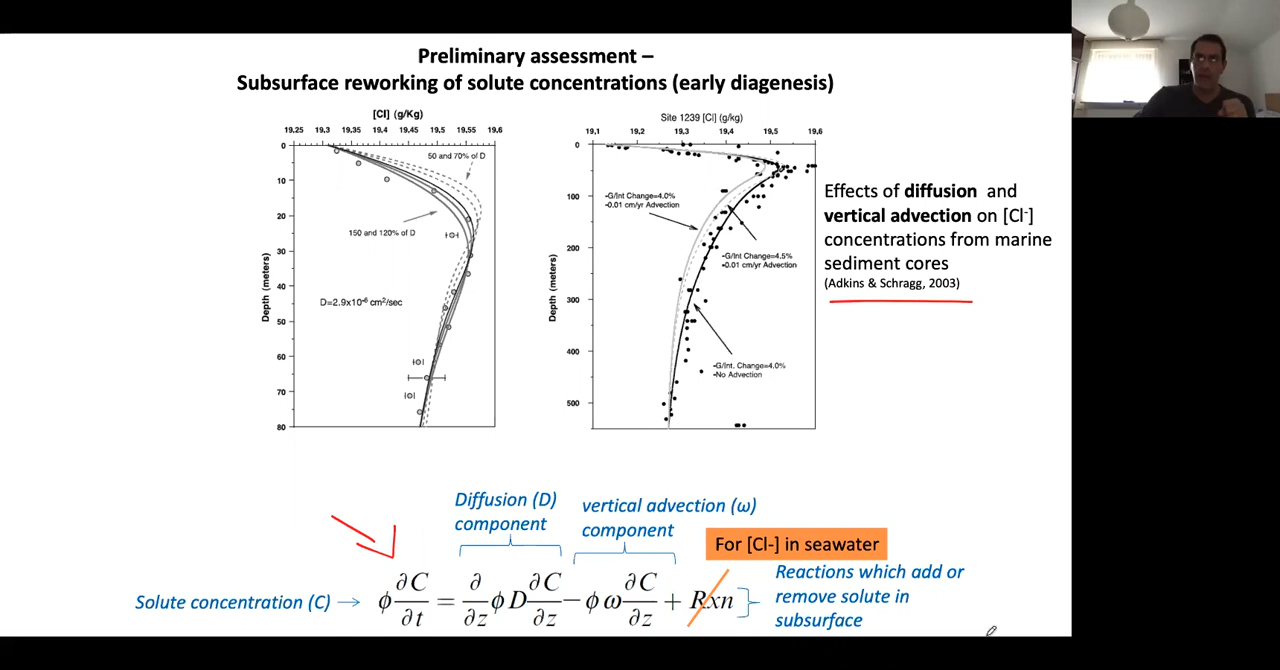 Preliminary assessment –
Subsurface reworking of solute concentrations (early diagenesis)
[Cl] (g/Kg)
19.25 19.3 19.35 19.4 19.45 19.5 19.55 19.6
0
10
20
30
40
50
60
70
80
Depth (meters)
50 and 70% of D
150 and 120% of D
D=2.9x10⁻⁶ cm²/sec
Site 1239 [Cl] (g/kg)
19,1 19,2 19,3 19,4 19,5 19,6
0
100
200
300
400
500
Depth (meters)
-G/Int Change=4.0%
-0.01 cm/yr Advection
-G/Int Change=4.5%
-0.01 cm/yr Advection
-G/Int. Change=4.0%
-No Advection
Effects of diffusion and
vertical advection on [Cl⁻]
concentrations from marine
sediment cores
(Adkins & Schragg, 2003)
Diffusion (D)
component
vertical advection (ω)
component
For [Cl-] in seawater
Solute concentration (C) →
ϕ ∂C/∂t = ∂/∂z ϕ D ∂C/∂z − ϕ ω ∂C/∂z + Rxn
Reactions which add or
remove solute in
subsurface